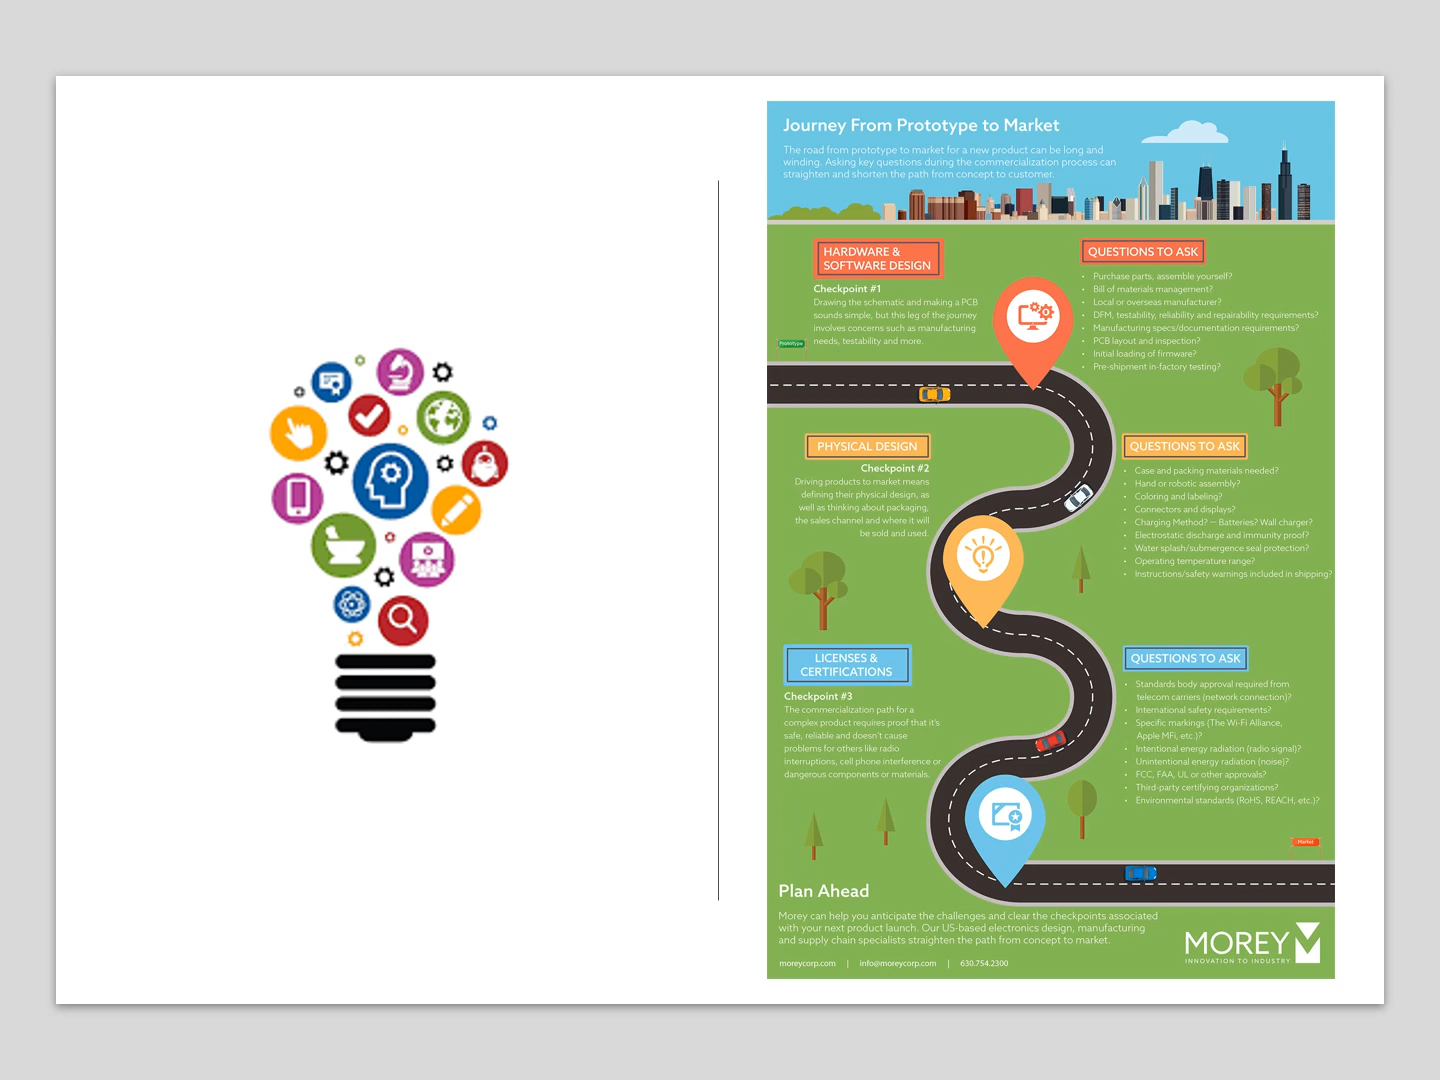 Journey From Prototype to Market
The road from prototype to market for a new product can be long and
winding. Asking key questions during the commercialization process can
straighten and shorten the path from concept to customer.
HARDWARE &
SOFTWARE DESIGN
Checkpoint #1
Drawing the schematic and making a PCB
sounds simple, but this leg of the journey
involves concerns such as manufacturing
needs, testability and more.
Prototype
QUESTIONS TO ASK
• Purchase parts, assemble yourself?
• Bill of materials management?
• Local or overseas manufacturer?
• DFM, testability, reliability and repairability requirements?
• Manufacturing specs/documentation requirements?
• PCB layout and inspection?
• Initial loading of firmware?
• Pre-shipment in-factory testing?
PHYSICAL DESIGN
Checkpoint #2
Driving products to market means
defining their physical design, as
well as thinking about packaging,
the sales channel and where it will
be sold and used.
QUESTIONS TO ASK
• Case and packing materials needed?
• Hand or robotic assembly?
• Coloring and labeling?
• Connectors and displays?
• Charging Method? – Batteries? Wall charger?
• Electrostatic discharge and immunity proof?
• Water splash/submergence seal protection?
• Operating temperature range?
• Instructions/safety warnings included in shipping?
LICENSES &
CERTIFICATIONS
Checkpoint #3
The commercialization path for a
complex product requires proof that it's
safe, reliable and doesn't cause
problems for others like radio
interruptions, cell phone interference or
dangerous components or materials.
QUESTIONS TO ASK
• Standards body approval required from
telecom carriers (network connection)?
• International safety requirements?
• Specific markings (The Wi-Fi Alliance,
Apple MFi, etc.)?
• Intentional energy radiation (radio signal)?
• Unintentional energy radiation (noise)?
• FCC, FAA, UL or other approvals?
• Third-party certifying organizations?
• Environmental standards (RoHS, REACH, etc.)?
Market
Plan Ahead
Morey can help you anticipate the challenges and clear the checkpoints associated
with your next product launch. Our US-based electronics design, manufacturing
and supply chain specialists straighten the path from concept to market.
moreycorp.com | info@moreycorp.com | 630.754.2300
MOREY
INNOVATION TO INDUSTRY